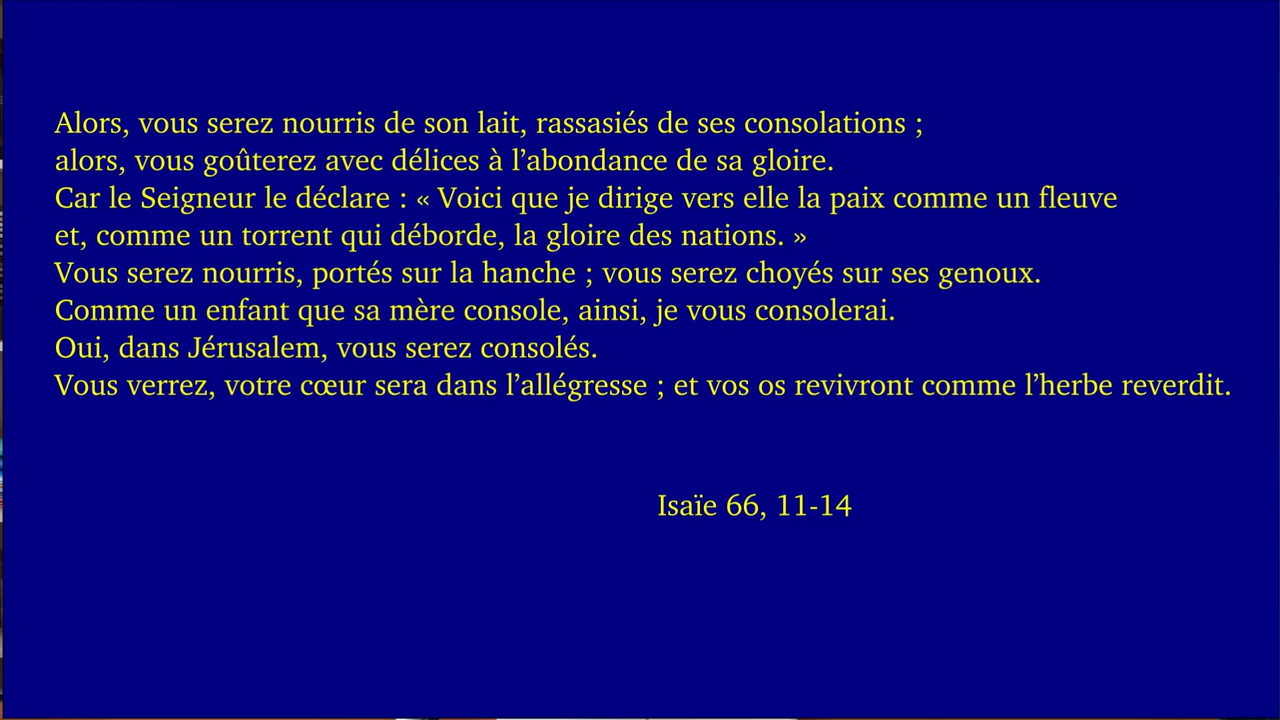 Alors, vous serez nourris de son lait, rassasiés de ses consolations ;
alors, vous goûterez avec délices à l’abondance de sa gloire.
Car le Seigneur le déclare : « Voici que je dirige vers elle la paix comme un fleuve
et, comme un torrent qui déborde, la gloire des nations. »
Vous serez nourris, portés sur la hanche ; vous serez choyés sur ses genoux.
Comme un enfant que sa mère console, ainsi, je vous consolerai.
Oui, dans Jérusalem, vous serez consolés.
Vous verrez, votre cœur sera dans l’allégresse ; et vos os revivront comme l’herbe reverdit.
Isaïe 66, 11-14